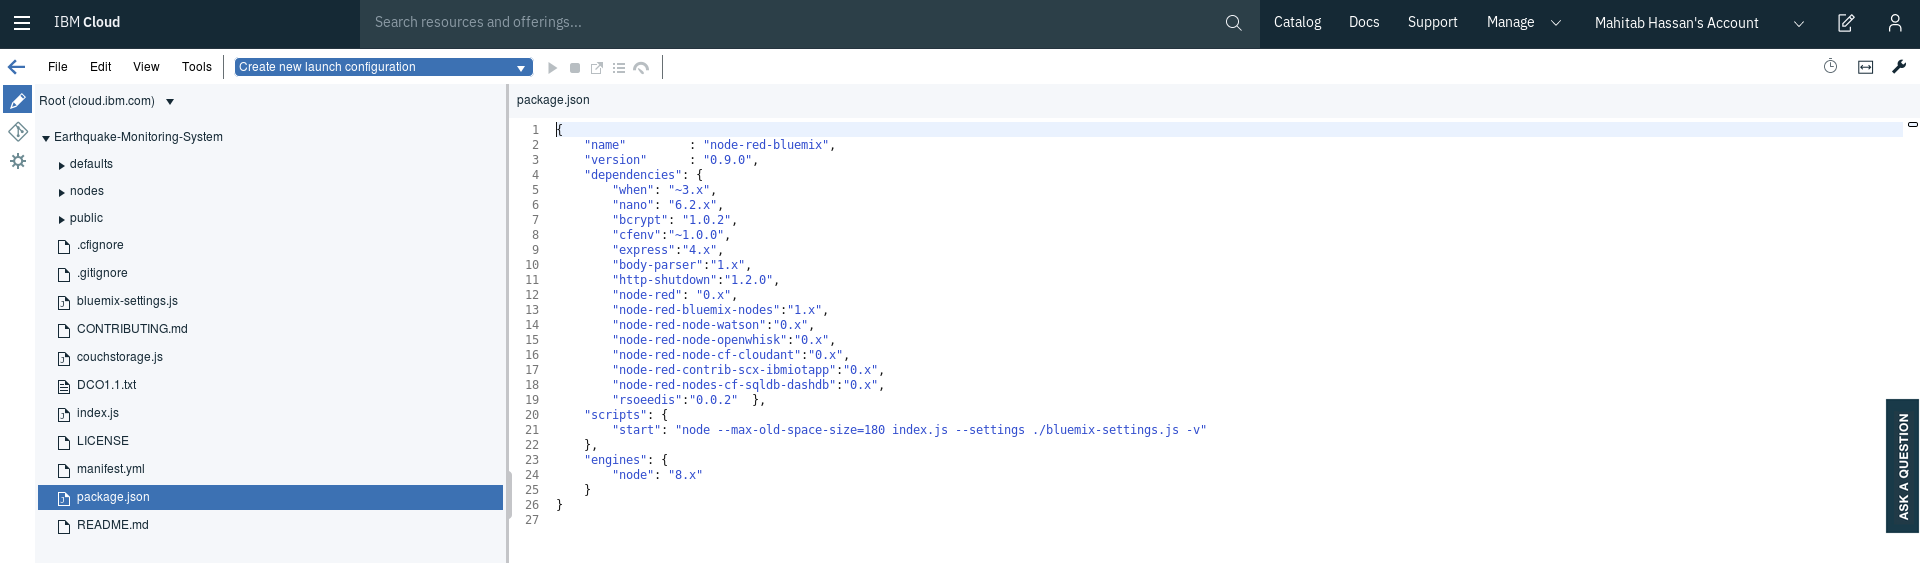 IBM Cloud
Search resources and offerings...
Catalog
Docs
Support
Manage
Mahitab Hassan's Account
File
Edit
View
Tools
Create new launch configuration
Root (cloud.ibm.com)
Earthquake-Monitoring-System
defaults
nodes
public
.cfignore
.gitignore
bluemix-settings.js
CONTRIBUTING.md
couchstorage.js
DCO1.1.txt
index.js
LICENSE
manifest.yml
package.json
README.md
package.json
1 {
2     "name"         : "node-red-bluemix",
3     "version"      : "0.9.0",
4     "dependencies": {
5         "when": "~3.x",
6         "nano": "6.2.x",
7         "bcrypt": "1.0.2",
8         "cfenv":"~1.0.0",
9         "express":"4.x",
10         "body-parser":"1.x",
11         "http-shutdown":"1.2.0",
12         "node-red": "0.x",
13         "node-red-bluemix-nodes":"1.x",
14         "node-red-node-watson":"0.x",
15         "node-red-node-openwhisk":"0.x",
16         "node-red-node-cf-cloudant":"0.x",
17         "node-red-contrib-scx-ibmiotapp":"0.x",
18         "node-red-nodes-cf-sqldb-dashdb":"0.x",
19         "rsoeedis":"0.0.2"  },
20     "scripts": {
21         "start": "node --max-old-space-size=180 index.js --settings ./bluemix-settings.js -v"
22     },
23     "engines": {
24         "node": "8.x"
25     }
26 }
27
ASK A QUESTION